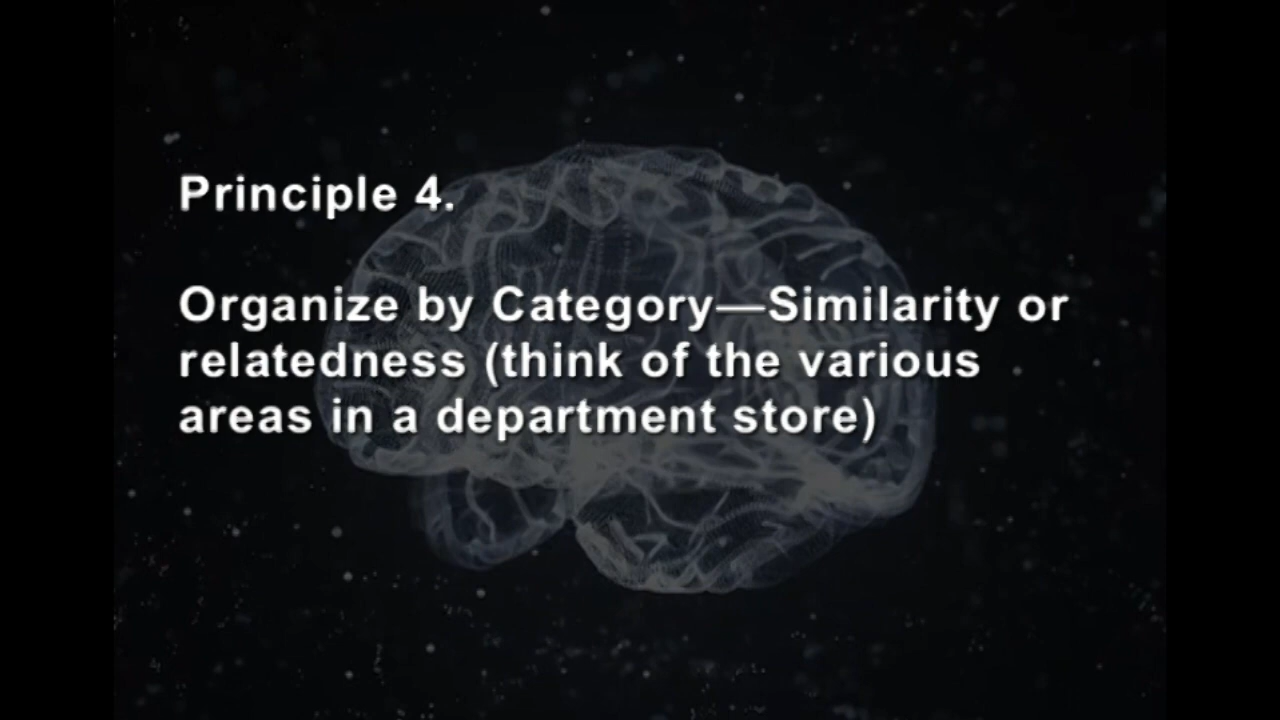 Principle 4.
Organize by Category—Similarity or
relatedness (think of the various
areas in a department store)